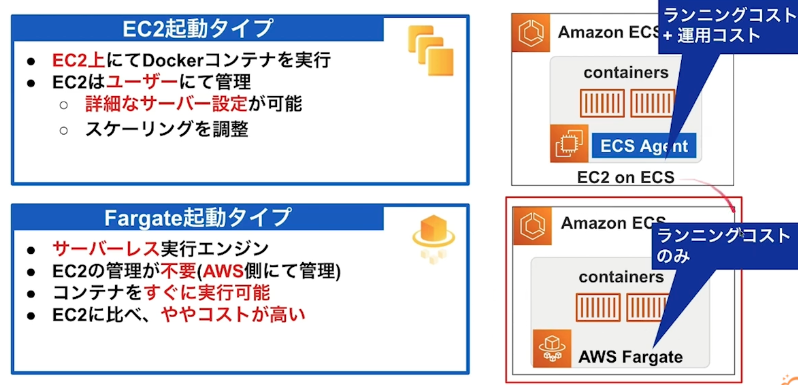 EC2起動タイプ
● EC2上にてDockerコンテナを実行
● EC2はユーザーにて管理
○ 詳細なサーバー設定が可能
○ スケーリングを調整
Amazon ECS
ランニングコスト
+ 運用コスト
containers
ECS Agent
EC2 on ECS
Fargate起動タイプ
● サーバーレス実行エンジン
● EC2の管理が不要(AWS側にて管理)
● コンテナをすぐに実行可能
● EC2に比べ、ややコストが高い
Amazon ECS
ランニングコスト
のみ
containers
AWS Fargate